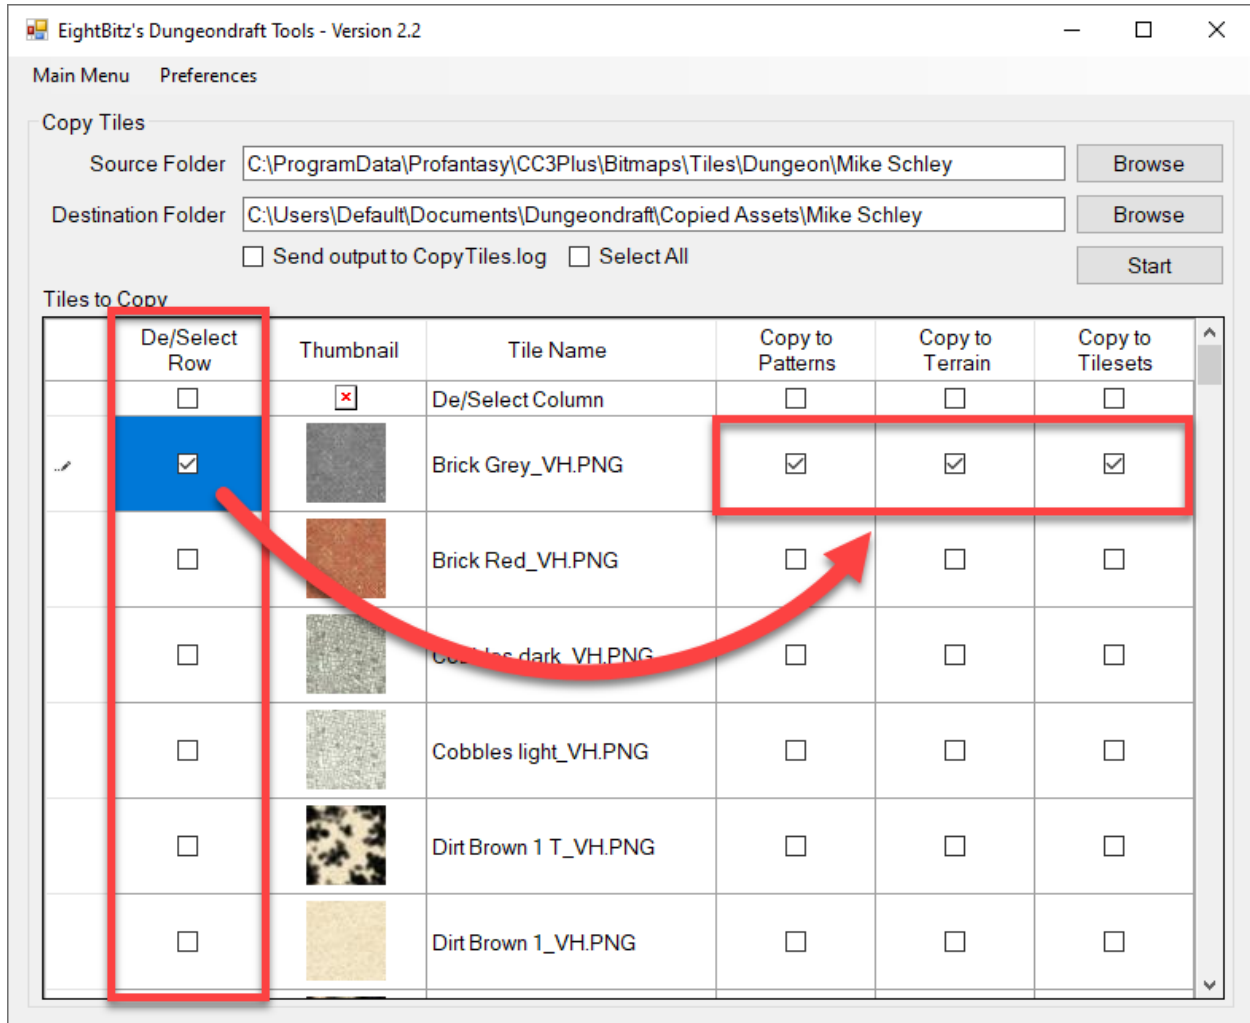 EightBitz's Dungeondraft Tools - Version 2.2
Main Menu Preferences
Copy Tiles
Source Folder C:\ProgramData\Profantasy\CC3Plus\Bitmaps\Tiles\Dungeon\Mike Schley Browse
Destination Folder C:\Users\Default\Documents\Dungeondraft\Copied Assets\Mike Schley Browse
Send output to CopyTiles.log Select All Start
Tiles to Copy
De/Select Row Thumbnail Tile Name Copy to Patterns Copy to Terrain Copy to Tilesets
De/Select Column
Brick Grey_VH.PNG
Brick Red_VH.PNG
Cobbles dark_VH.PNG
Cobbles light_VH.PNG
Dirt Brown 1 T_VH.PNG
Dirt Brown 1_VH.PNG